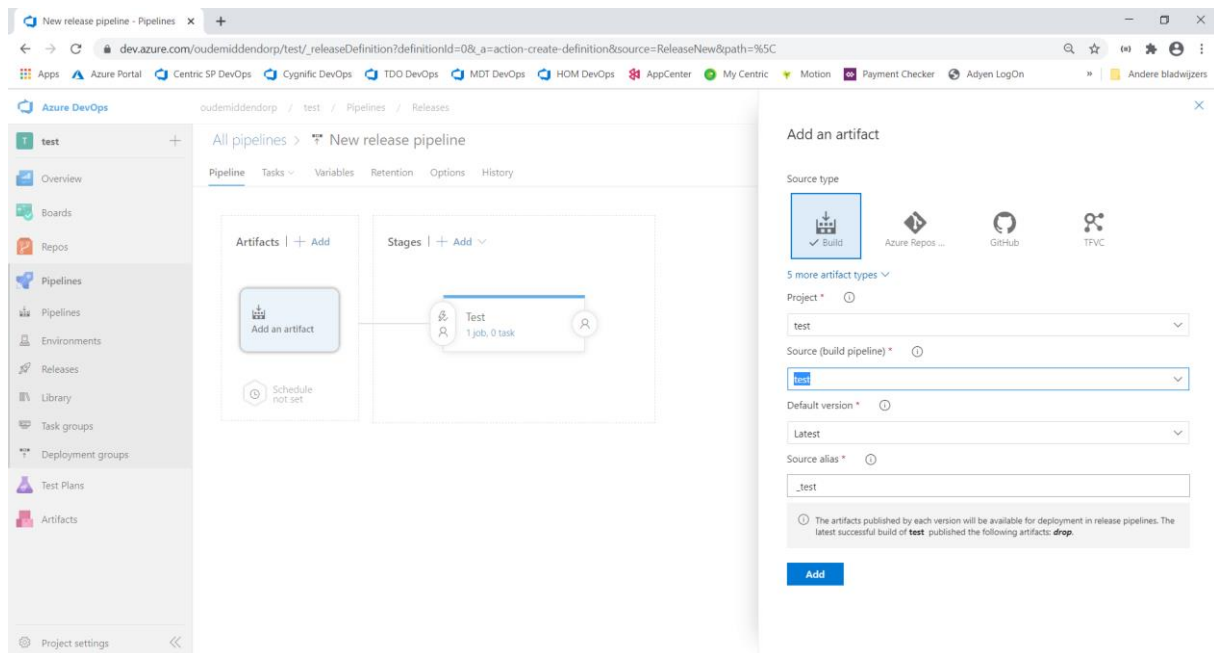 New release pipeline - Pipelines
dev.azure.com/oudemiddendorp/test/_releaseDefinition?definitionId=0&_a=action-create-definition&source=ReleaseNew&path=%5C
Apps Azure Portal Centric SP DevOps Cygnific DevOps TDO DevOps MDT DevOps HOM DevOps AppCenter My Centric Motion Payment Checker Adyen LogOn » Andere bladwijzers
Azure DevOps
oudemiddendorp / test / Pipelines / Releases
T test
All pipelines > New release pipeline
Pipeline Tasks Variables Retention Options History
Overview
Boards
Repos
Pipelines
Pipelines
Environments
Releases
Library
Task groups
Deployment groups
Test Plans
Artifacts
Project settings
Artifacts | + Add
Stages | + Add
Add an artifact
Test
1 job, 0 task
Schedule
not set
Add an artifact
Source type
Build
Azure Repos ...
GitHub
TFVC
5 more artifact types
Project *
test
Source (build pipeline) *
test
Default version *
Latest
Source alias *
_test
The artifacts published by each version will be available for deployment in release pipelines. The
latest successful build of test published the following artifacts: drop.
Add